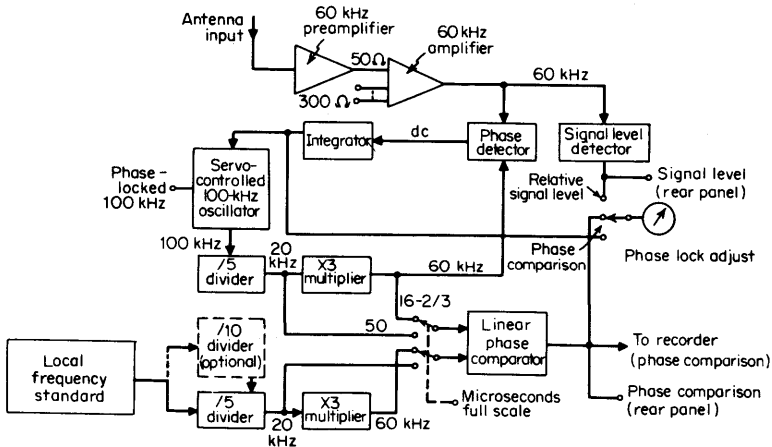 Antenna
input
60 kHz
preamplifier
60 kHz
amplifier
50Ω
300 Ω
60 kHz
Integrator
dc
Phase
detector
Signal level
detector
Phase-
locked
100 kHz
Servo-
controlled
100-kHz
oscillator
Relative
signal level
Signal level
(rear panel)
Phase
comparison
Phase lock adjust
100 kHz
/5
divider
20
kHz
X3
multiplier
60 kHz
16-2/3
50
/10
divider
(optional)
Linear
phase
comparator
To recorder
(phase comparison)
Local
frequency
standard
/5
divider
20
kHz
X3
multiplier
60 kHz
Microseconds
full scale
Phase comparison
(rear panel)